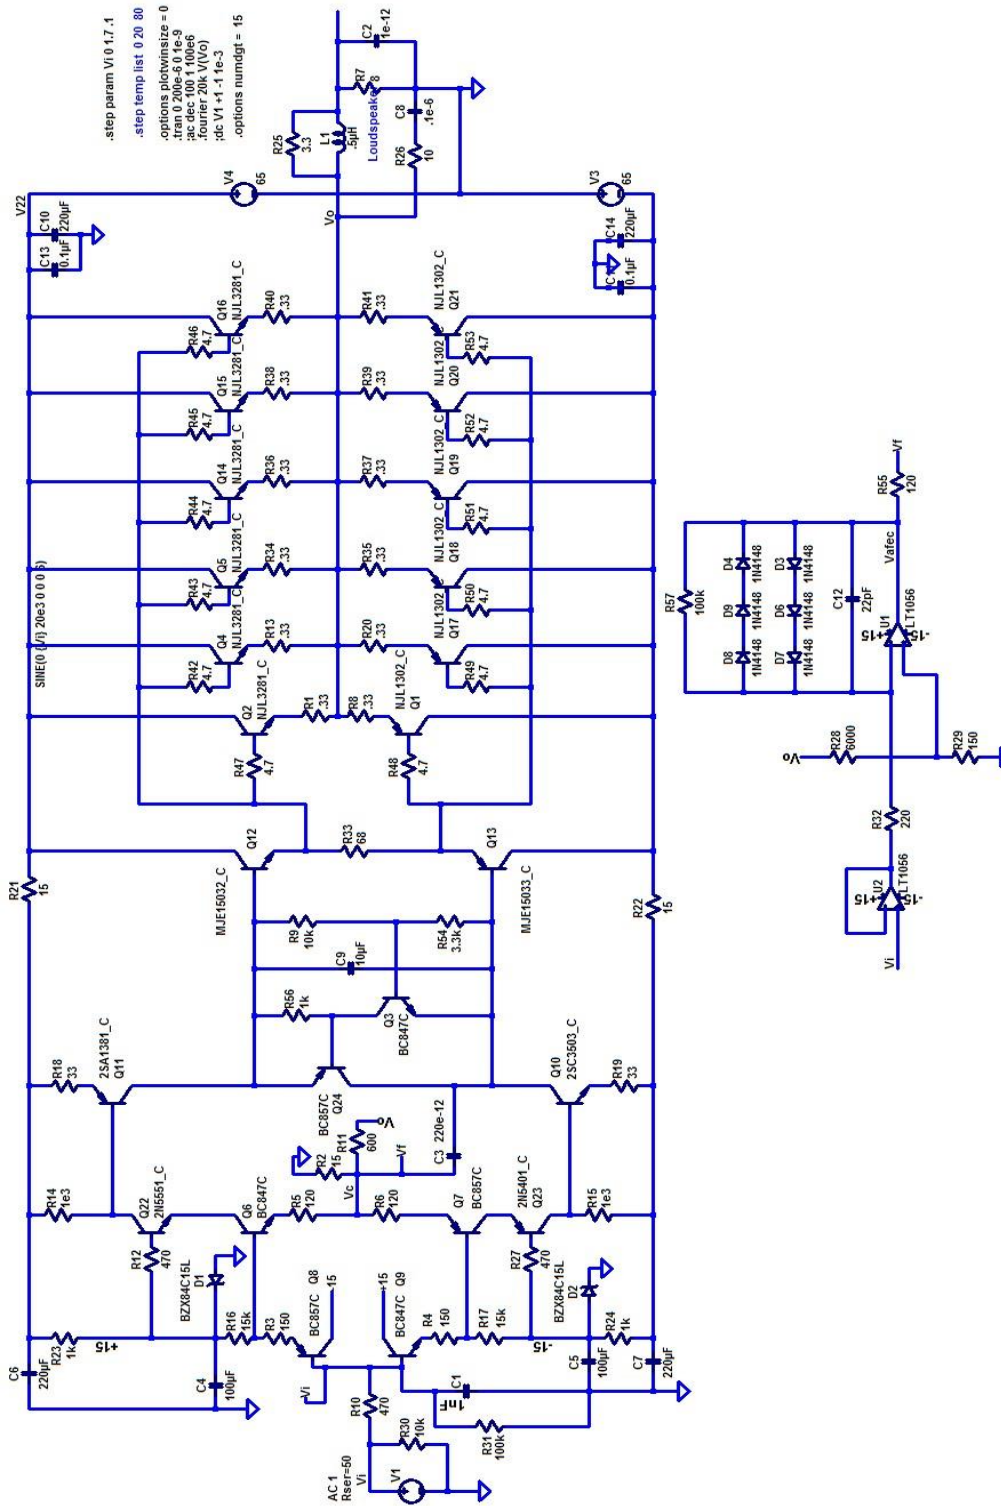 .step param Vi 0 1.7 .1
.step temp list 0 20 80
.options plotwinsize = 0
.tran 0 200e-6 0 1e-9
;ac dec 100 1 100e6
.fourier 20k V(Vo)
;dc V1 +1 -1 1e-3
.options numdgt = 15
SINE(0 {Vi} 20e3 0 0 6)
C6
220µF
R23
1k
+15
R14
1e3
R18
33
2SA1381_C
Q11
R21
15
V22
C13
0.1µF
C10
220µF
V4
65
C4
100µF
BZX84C15L
D1
R12
470
Q22
2N5551_C
R16
15k
Q6
BC847C
R3
150
BC857C
Q8
-15
R5
120
Vc
R2
15
R11
600
Vo
Vf
R6
120
C3
220e-12
BC857C
Q24
R56
1k
Q3
BC847C
C9
10µF
R9
10k
R54
3.3k
MJE15032_C
Q12
R33
68
Q13
MJE15033_C
R47
4.7
Q2
NJL3281_C
R1
.33
R8
.33
R48
4.7
NJL1302_C
Q1
R42
4.7
Q4
NJL3281_C
R13
.33
R20
.33
R49
4.7
Q17
NJL1302_C
R43
4.7
Q5
NJL3281_C
R34
.33
R35
.33
R50
4.7
Q18
NJL1302_C
R44
4.7
Q14
NJL3281_C
R36
.33
R37
.33
R51
4.7
Q19
NJL1302_C
R45
4.7
Q15
NJL3281_C
R38
.33
R39
.33
R52
4.7
Q20
NJL1302_C
R46
4.7
Q16
NJL3281_C
R40
.33
R41
.33
R53
4.7
Q21
NJL1302_C
Vo
R25
3.3
L1
.5µH
Loudspeaker
R7
8
C2
1e-12
R26
10
C8
.1e-6
V3
65
C14
220µF
0.1µF
Vi
R10
470
+15
Q9
BC847C
R4
150
R17
15k
Q7
BC857C
2N5401_C
Q23
R27
470
-15
BZX84C15L
D2
R24
1k
C5
100µF
C7
220µF
R15
1e3
Q10
2SC3503_C
R19
33
R22
15
AC 1
Rser=50
Vi
V1
R30
10k
R31
100k
C1
1nF
Vi
U2
LT1056
+15
-15
R32
220
Vo
R28
6000
R29
150
R57
100k
D8
1N4148
D9
1N4148
D4
1N4148
D7
1N4148
D6
1N4148
D3
1N4148
C12
22pF
U1
LT1056
+15
-15
Vafec
R55
120
Vf